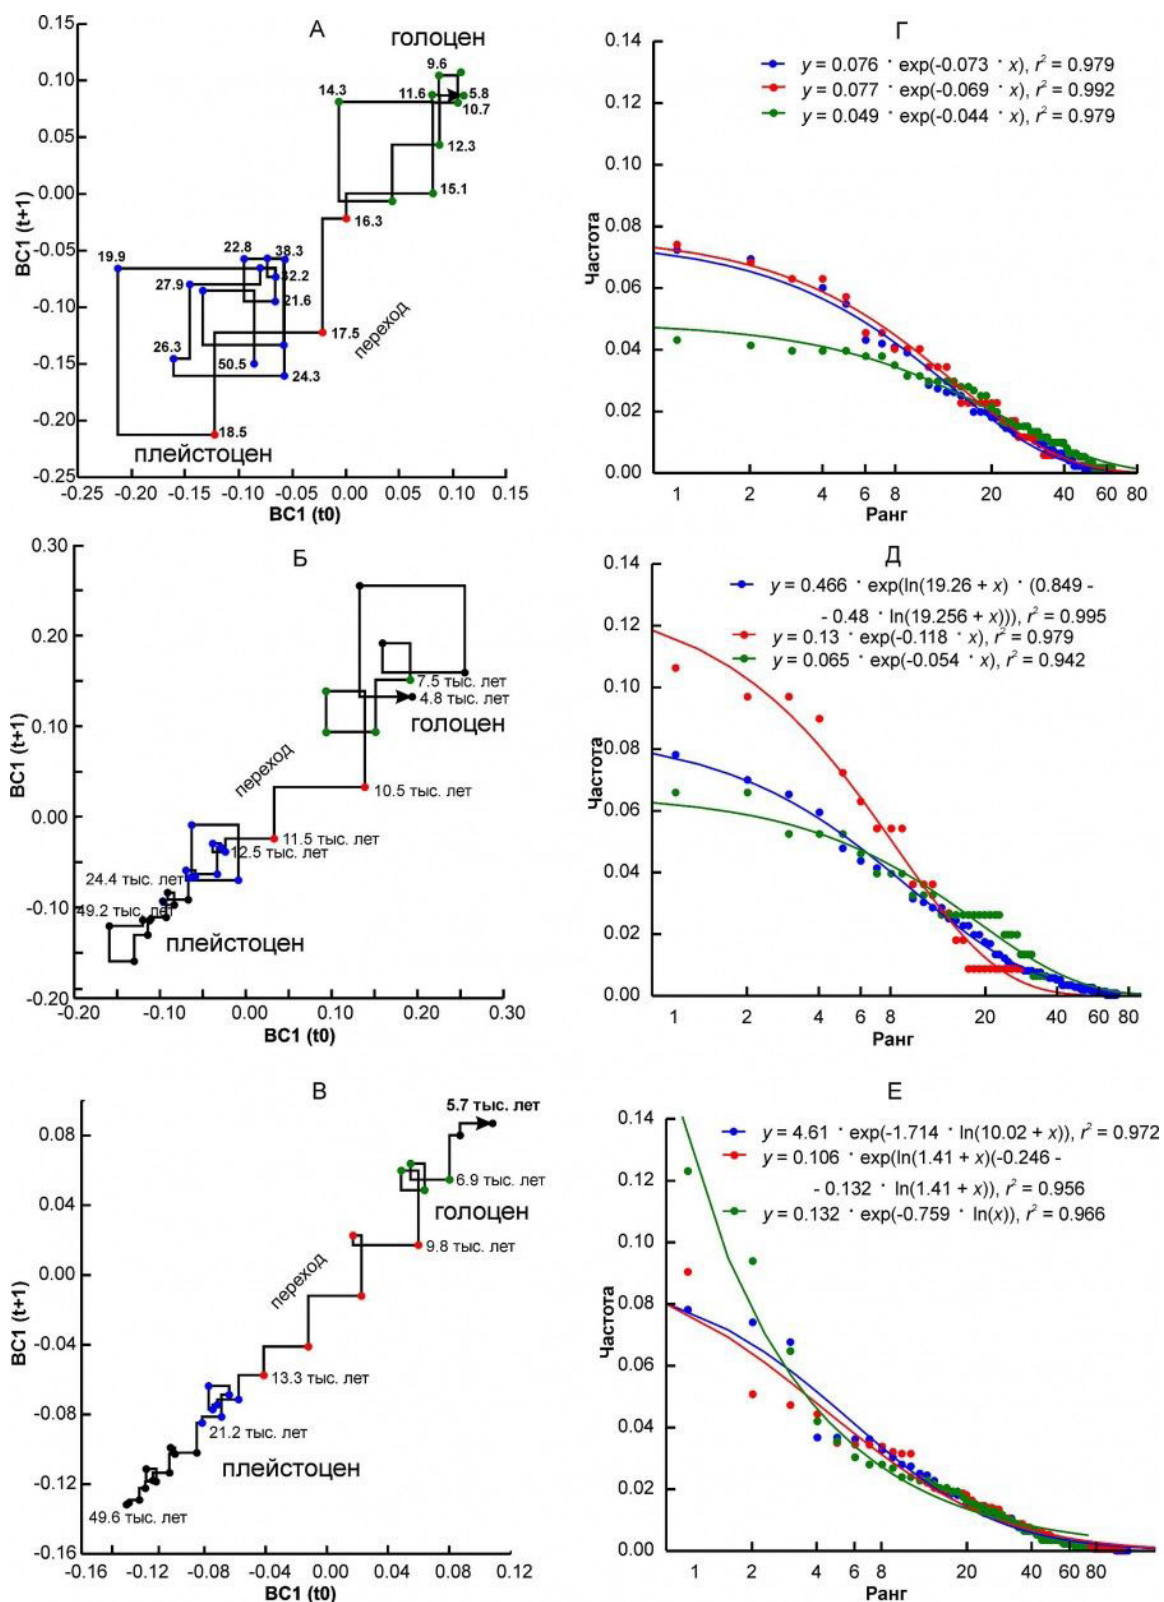 А
0.15
0.10
0.05
0.00
-0.05
-0.10
-0.15
-0.20
-0.25
BC1 (t+1)
голоцен
9.6
14.3
11.6
5.8
10.7
12.3
15.1
16.3
19.9
22.8
38.3
27.9
32.2
21.6
17.5
переход
26.3
50.5
24.3
18.5
плейстоцен
-0.25 -0.20 -0.15 -0.10 -0.05 0.00 0.05 0.10 0.15
BC1 (t0)
Г
0.14
0.12
0.10
0.08
0.06
0.04
0.02
0.00
Частота
y = 0.076 · exp(-0.073 · x), r² = 0.979
y = 0.077 · exp(-0.069 · x), r² = 0.992
y = 0.049 · exp(-0.044 · x), r² = 0.979
1 2 4 6 8 20 40 60 80
Ранг
Б
0.30
0.20
0.10
0.00
-0.10
-0.20
BC1 (t+1)
7.5 тыс. лет
4.8 тыс. лет
голоцен
переход
10.5 тыс. лет
11.5 тыс. лет
12.5 тыс. лет
24.4 тыс. лет
49.2 тыс. лет
плейстоцен
-0.20 -0.10 0.00 0.10 0.20 0.30
BC1 (t0)
Д
0.14
0.12
0.10
0.08
0.06
0.04
0.02
0.00
Частота
y = 0.466 · exp(ln(19.26 + x) · (0.849 -
- 0.48 · ln(19.256 + x))), r² = 0.995
y = 0.13 · exp(-0.118 · x), r² = 0.979
y = 0.065 · exp(-0.054 · x), r² = 0.942
1 2 4 6 8 20 40 60 80
Ранг
В
0.08
0.04
0.00
-0.04
-0.08
-0.12
-0.16
BC1 (t+1)
5.7 тыс. лет
6.9 тыс. лет
голоцен
9.8 тыс. лет
переход
13.3 тыс. лет
21.2 тыс. лет
плейстоцен
49.6 тыс. лет
-0.16 -0.12 -0.08 -0.04 0.00 0.04 0.08 0.12
BC1 (t0)
Е
0.14
0.12
0.10
0.08
0.06
0.04
0.02
0.00
Частота
y = 4.61 · exp(-1.714 · ln(10.02 + x)), r² = 0.972
y = 0.106 · exp(ln(1.41 + x)(-0.246 -
- 0.132 · ln(1.41 + x)), r² = 0.956
y = 0.132 · exp(-0.759 · ln(x)), r² = 0.966
1 2 4 6 8 20 40 60 80
Ранг